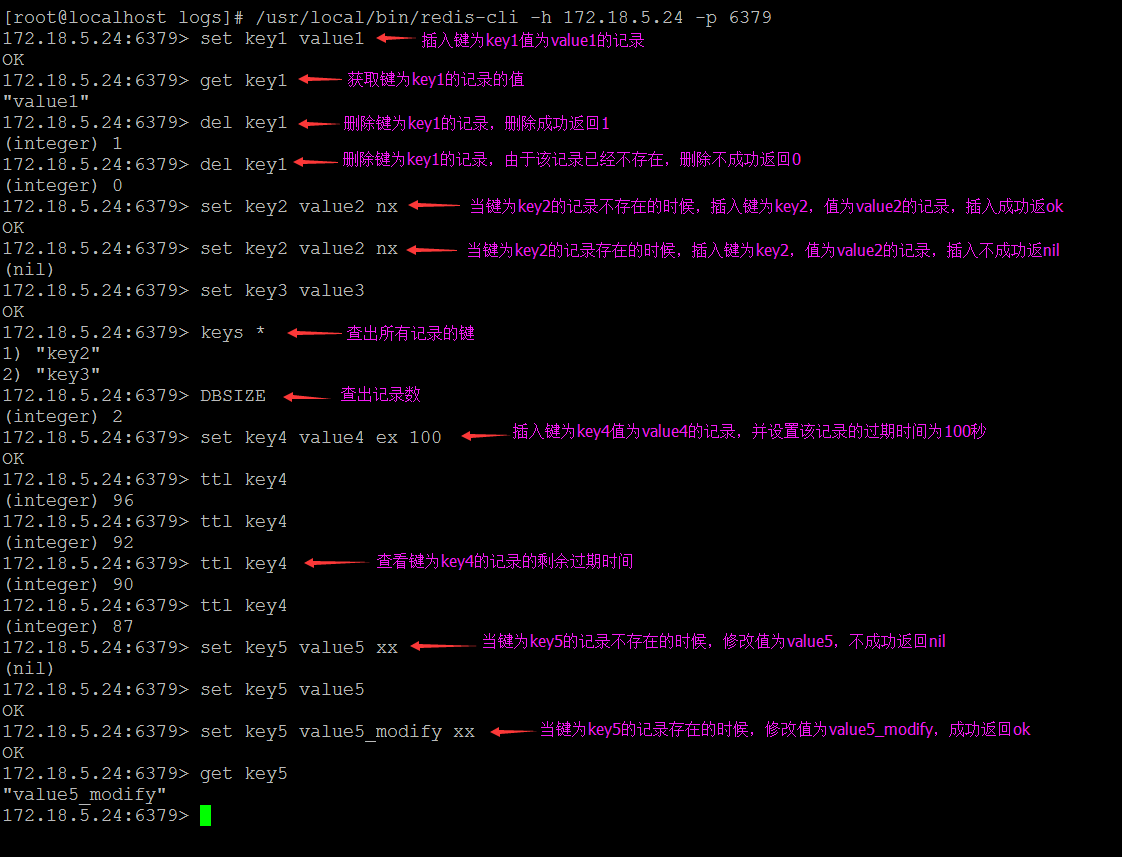 [root@localhost logs]# /usr/local/bin/redis-cli -h 172.18.5.24 -p 6379
172.18.5.24:6379> set key1 value1 插入键为key1值为value1的记录
OK
172.18.5.24:6379> get key1 获取键为key1的记录的值
"value1"
172.18.5.24:6379> del key1 删除键为key1的记录，删除成功返回1
(integer) 1
172.18.5.24:6379> del key1 删除键为key1的记录，由于该记录已经不存在，删除不成功返回0
(integer) 0
172.18.5.24:6379> set key2 value2 nx 当键为key2的记录不存在的时候，插入键为key2，值为value2的记录，插入成功返ok
OK
172.18.5.24:6379> set key2 value2 nx 当键为key2的记录存在的时候，插入键为key2，值为value2的记录，插入不成功返nil
(nil)
172.18.5.24:6379> set key3 value3
OK
172.18.5.24:6379> keys * 查出所有记录的键
1) "key2"
2) "key3"
172.18.5.24:6379> DBSIZE 查出记录数
(integer) 2
172.18.5.24:6379> set key4 value4 ex 100 插入键为key4值为value4的记录，并设置该记录的过期时间为100秒
OK
172.18.5.24:6379> ttl key4
(integer) 96
172.18.5.24:6379> ttl key4
(integer) 92
172.18.5.24:6379> ttl key4 查看键为key4的记录的剩余过期时间
(integer) 90
172.18.5.24:6379> ttl key4
(integer) 87
172.18.5.24:6379> set key5 value5 xx 当键为key5的记录不存在的时候，修改值为value5，不成功返回nil
(nil)
172.18.5.24:6379> set key5 value5
OK
172.18.5.24:6379> set key5 value5_modify xx 当键为key5的记录存在的时候，修改值为value5_modify，成功返回ok
OK
172.18.5.24:6379> get key5
"value5_modify"
172.18.5.24:6379>